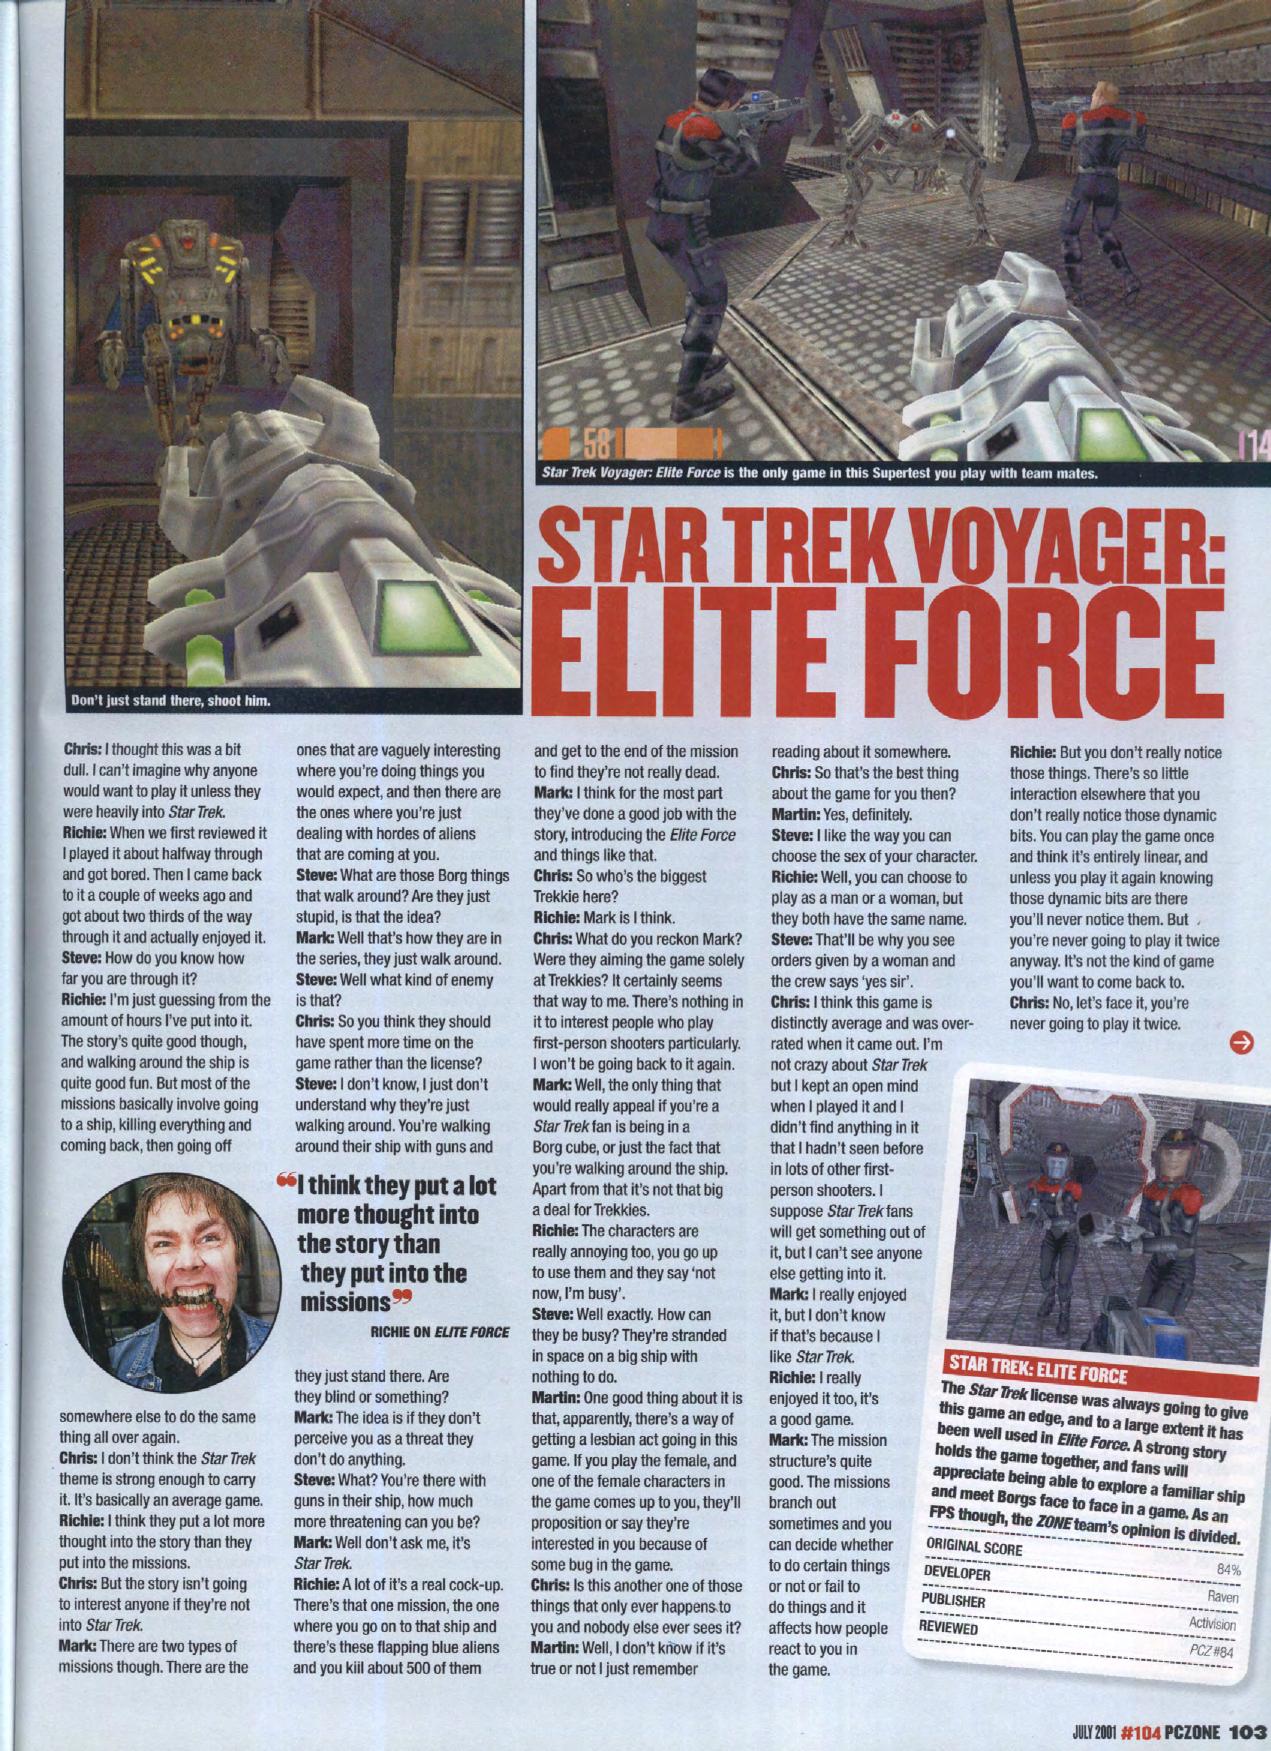 58
14
Star Trek Voyager: Elite Force is the only game in this Supertest you play with team mates.
Don't just stand there, shoot him.
STAR TREK VOYAGER:
ELITE FORCE
Chris: I thought this was a bit
dull. I can't imagine why anyone
would want to play it unless they
were heavily into Star Trek.
Richie: When we first reviewed it
I played it about halfway through
and got bored. Then I came back
to it a couple of weeks ago and
got about two thirds of the way
through it and actually enjoyed it.
Steve: How do you know how
far you are through it?
Richie: I'm just guessing from the
amount of hours I've put into it.
The story's quite good though,
and walking around the ship is
quite good fun. But most of the
missions basically involve going
to a ship, killing everything and
coming back, then going off
somewhere else to do the same
thing all over again.
Chris: I don't think the Star Trek
theme is strong enough to carry
it. It's basically an average game.
Richie: I think they put a lot more
thought into the story than they
put into the missions.
Chris: But the story isn't going
to interest anyone if they're not
into Star Trek.
Mark: There are two types of
missions though. There are the
ones that are vaguely interesting
where you're doing things you
would expect, and then there are
the ones where you're just
dealing with hordes of aliens
that are coming at you.
Steve: What are those Borg things
that walk around? Are they just
stupid, is that the idea?
Mark: Well that's how they are in
the series, they just walk around.
Steve: Well what kind of enemy
is that?
Chris: So you think they should
have spent more time on the
game rather than the license?
Steve: I don't know, I just don't
understand why they're just
walking around. You're walking
around their ship with guns and
“I think they put a lot
more thought into
the story than
they put into the
missions”
RICHIE ON ELITE FORCE
they just stand there. Are
they blind or something?
Mark: The idea is if they don't
perceive you as a threat they
don't do anything.
Steve: What? You're there with
guns in their ship, how much
more threatening can you be?
Mark: Well don't ask me, it's
Star Trek.
Richie: A lot of it's a real cock-up.
There's that one mission, the one
where you go on to that ship and
there's these flapping blue aliens
and you kiil about 500 of them
and get to the end of the mission
to find they're not really dead.
Mark: I think for the most part
they've done a good job with the
story, introducing the Elite Force
and things like that.
Chris: So who's the biggest
Trekkie here?
Richie: Mark is I think.
Chris: What do you reckon Mark?
Were they aiming the game solely
at Trekkies? It certainly seems
that way to me. There's nothing in
it to interest people who play
first-person shooters particularly.
I won't be going back to it again.
Mark: Well, the only thing that
would really appeal if you're a
Star Trek fan is being in a
Borg cube, or just the fact that
you're walking around the ship.
Apart from that it's not that big
a deal for Trekkies.
Richie: The characters are
really annoying too, you go up
to use them and they say 'not
now, I'm busy'.
Steve: Well exactly. How can
they be busy? They're stranded
in space on a big ship with
nothing to do.
Martin: One good thing about it is
that, apparently, there's a way of
getting a lesbian act going in this
game. If you play the female, and
one of the female characters in
the game comes up to you, they'll
proposition or say they're
interested in you because of
some bug in the game.
Chris: Is this another one of those
things that only ever happens to
you and nobody else ever sees it?
Martin: Well, I don't know if it's
true or not I just remember
reading about it somewhere.
Chris: So that's the best thing
about the game for you then?
Martin: Yes, definitely.
Steve: I like the way you can
choose the sex of your character.
Richie: Well, you can choose to
play as a man or a woman, but
they both have the same name.
Steve: That'll be why you see
orders given by a woman and
the crew says 'yes sir'.
Chris: I think this game is
distinctly average and was over-
rated when it came out. I'm
not crazy about Star Trek
but I kept an open mind
when I played it and I
didn't find anything in it
that I hadn't seen before
in lots of other first-
person shooters. I
suppose Star Trek fans
will get something out of
it, but I can't see anyone
else getting into it.
Mark: I really enjoyed
it, but I don't know
if that's because I
like Star Trek.
Richie: I really
enjoyed it too, it's
a good game.
Mark: The mission
structure's quite
good. The missions
branch out
sometimes and you
can decide whether
to do certain things
or not or fail to
do things and it
affects how people
react to you in
the game.
Richie: But you don't really notice
those things. There's so little
interaction elsewhere that you
don't really notice those dynamic
bits. You can play the game once
and think it's entirely linear, and
unless you play it again knowing
those dynamic bits are there
you'll never notice them. But
you're never going to play it twice
anyway. It's not the kind of game
you'll want to come back to.
Chris: No, let's face it, you're
never going to play it twice.
STAR TREK: ELITE FORCE
The Star Trek license was always going to give
this game an edge, and to a large extent it has
been well used in Elite Force. A strong story
holds the game together, and fans will
appreciate being able to explore a familiar ship
and meet Borgs face to face in a game. As an
FPS though, the ZONE team's opinion is divided.
ORIGINAL SCORE 84%
DEVELOPER Raven
PUBLISHER Activision
REVIEWED PCZ #84
JULY 2001 #104 PCZONE 103